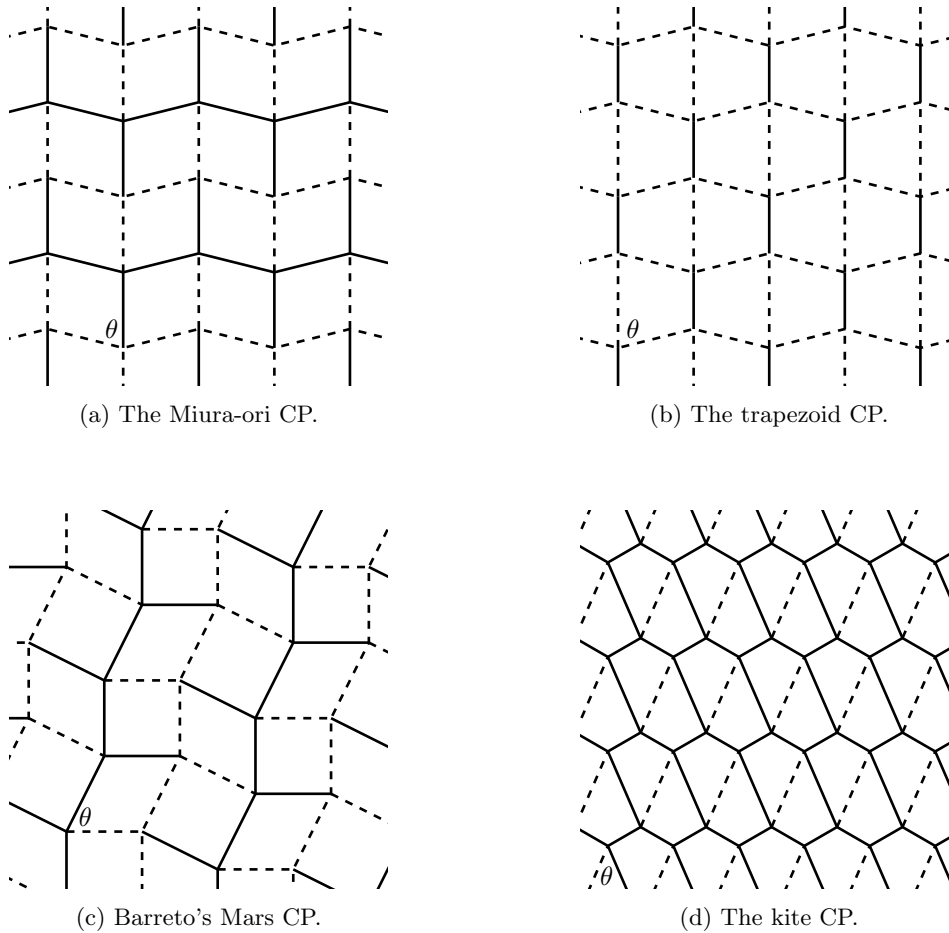 θ
θ
(a) The Miura-ori CP.
(b) The trapezoid CP.
θ
θ
(c) Barreto's Mars CP.
(d) The kite CP.